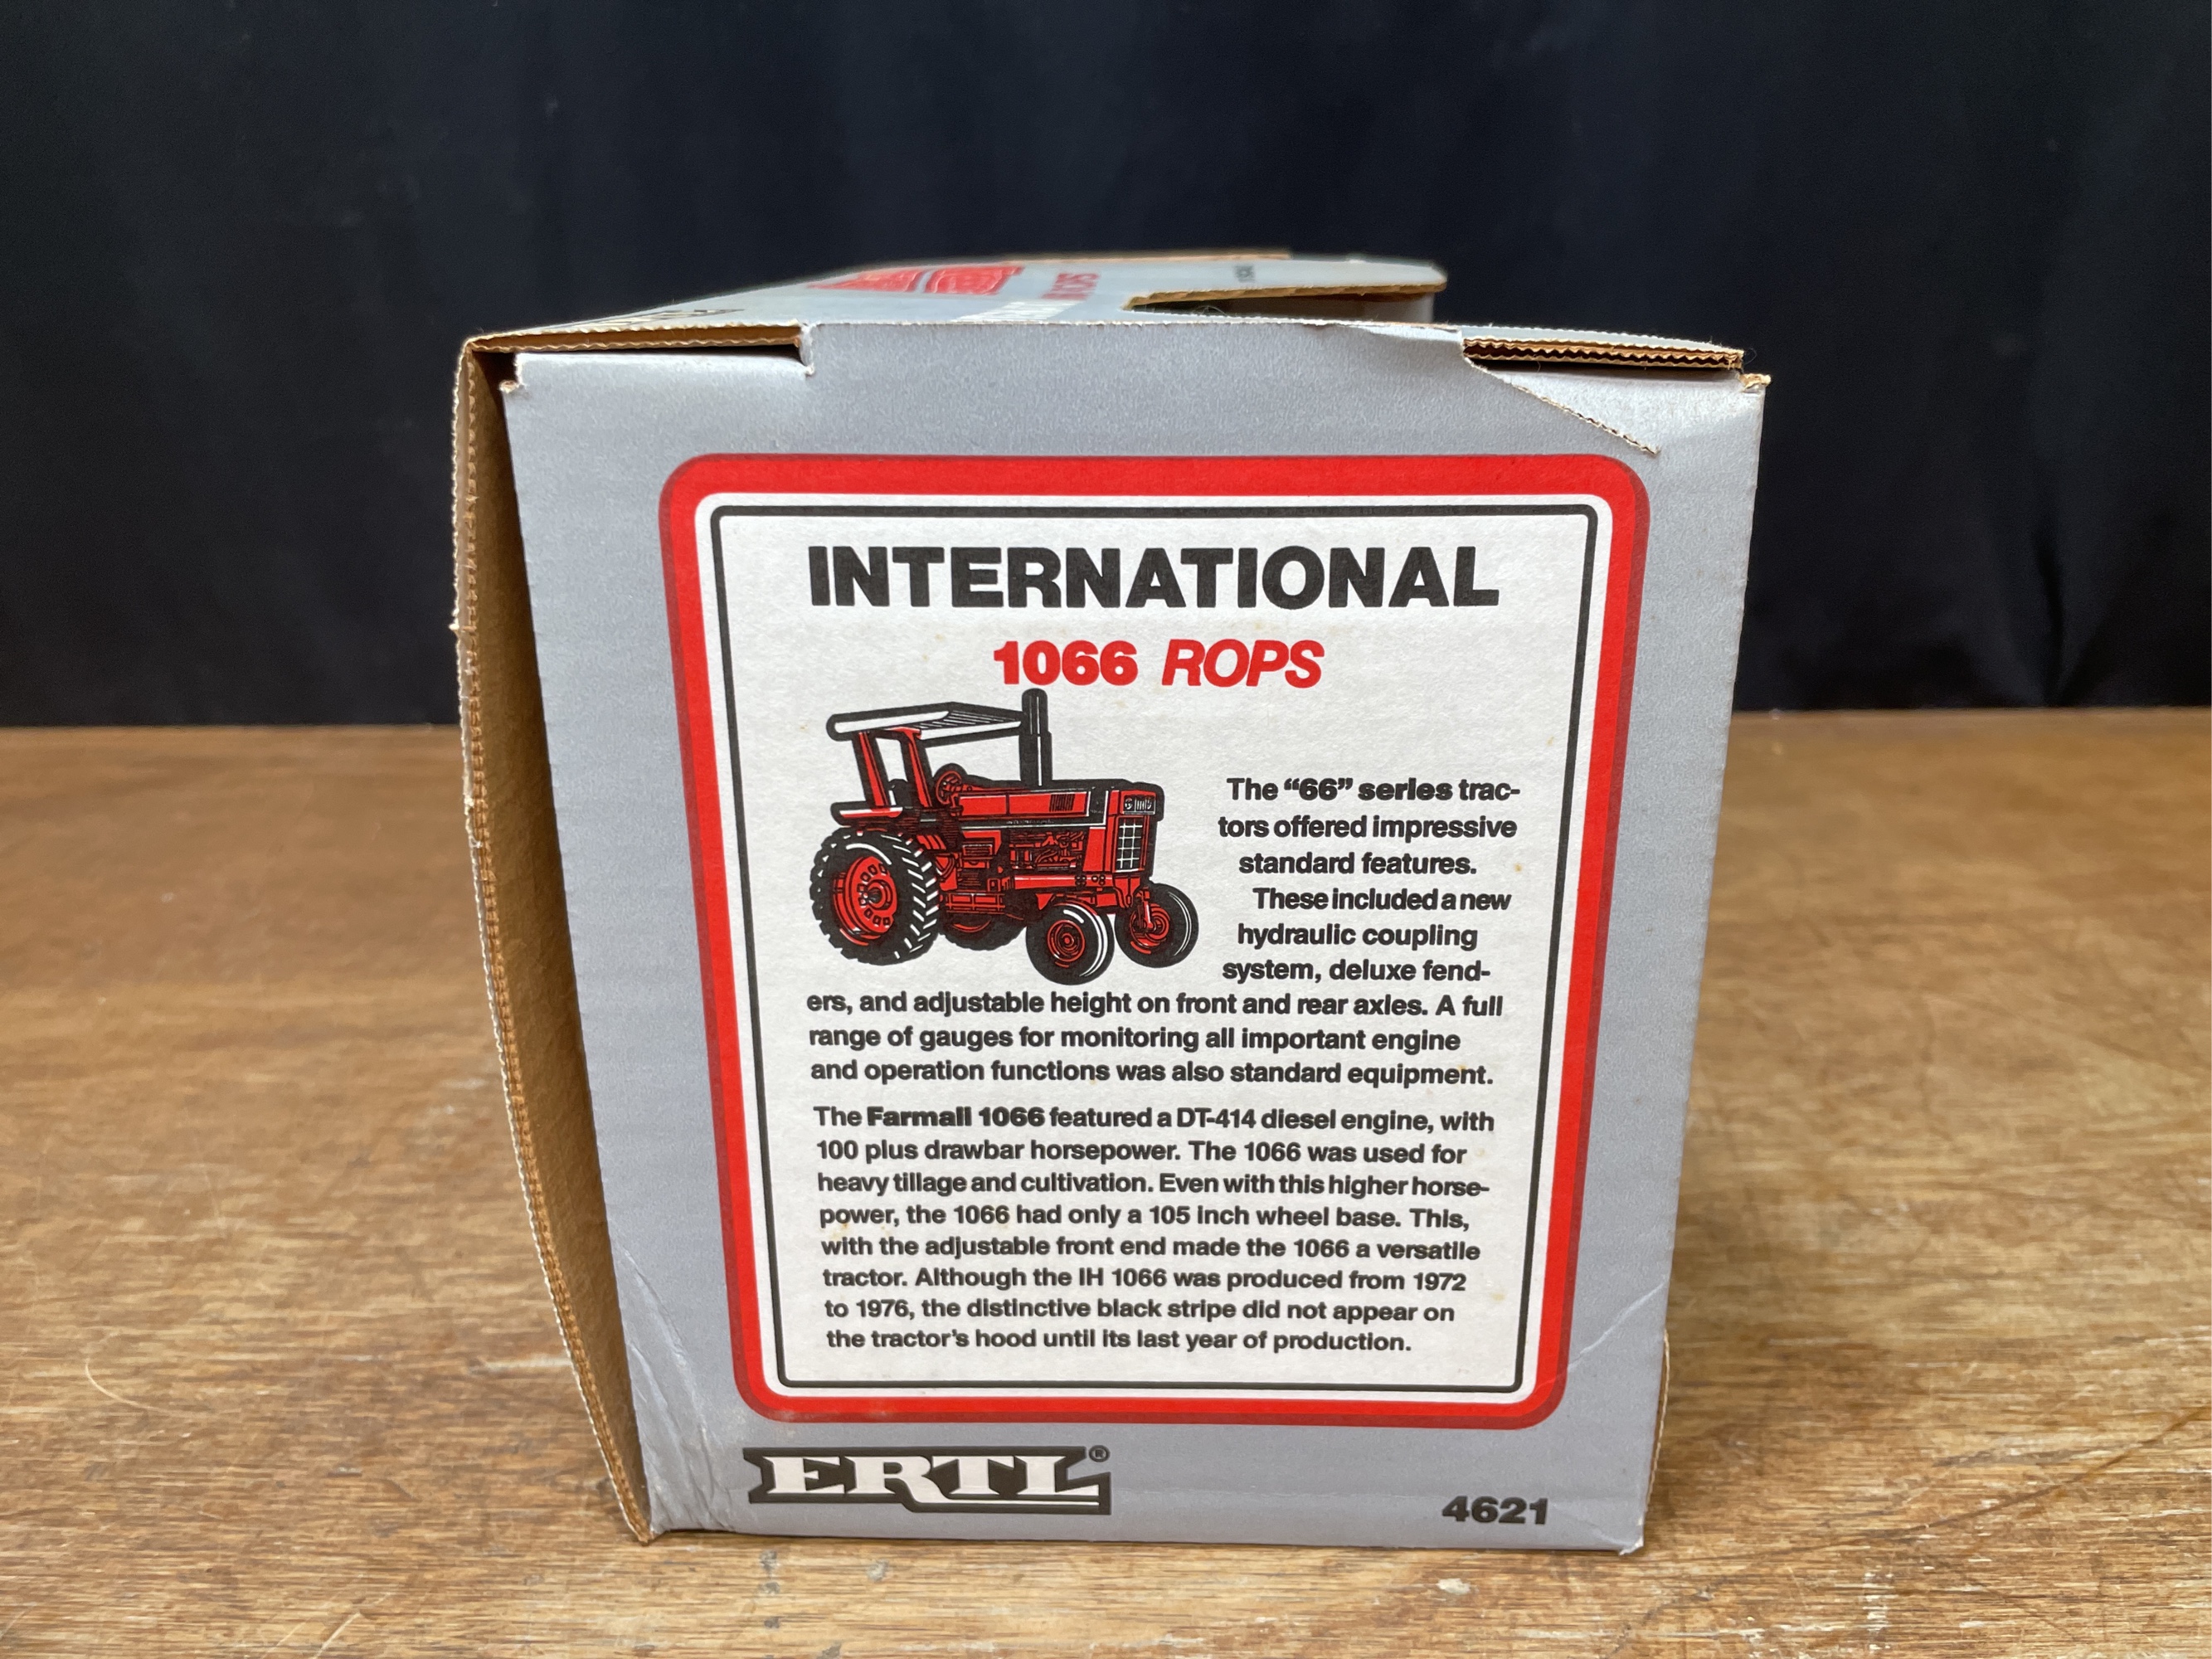 INTERNATIONAL
1066 ROPS
The “66” series trac-
tors offered impressive
standard features.
These included a new
hydraulic coupling
system, deluxe fend-
ers, and adjustable height on front and rear axles. A full
range of gauges for monitoring all important engine
and operation functions was also standard equipment.
The Farmall 1066 featured a DT-414 diesel engine, with
100 plus drawbar horsepower. The 1066 was used for
heavy tillage and cultivation. Even with this higher horse-
power, the 1066 had only a 105 inch wheel base. This,
with the adjustable front end made the 1066 a versatile
tractor. Although the IH 1066 was produced from 1972
to 1976, the distinctive black stripe did not appear on
the tractor's hood until its last year of production.
ERTL®
4621